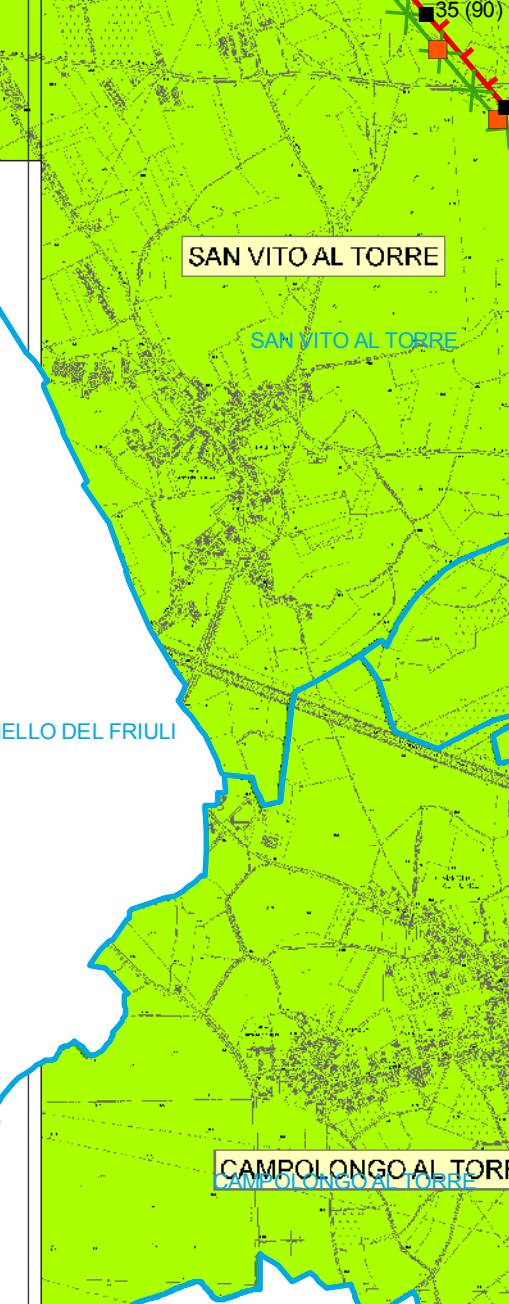 35 (90)
SAN VITO AL TORRE
SAN VITO AL TORRE
ELLO DEL FRIULI
CAMPOLONGO AL TORR
CAMPOLONGO AL TORRE